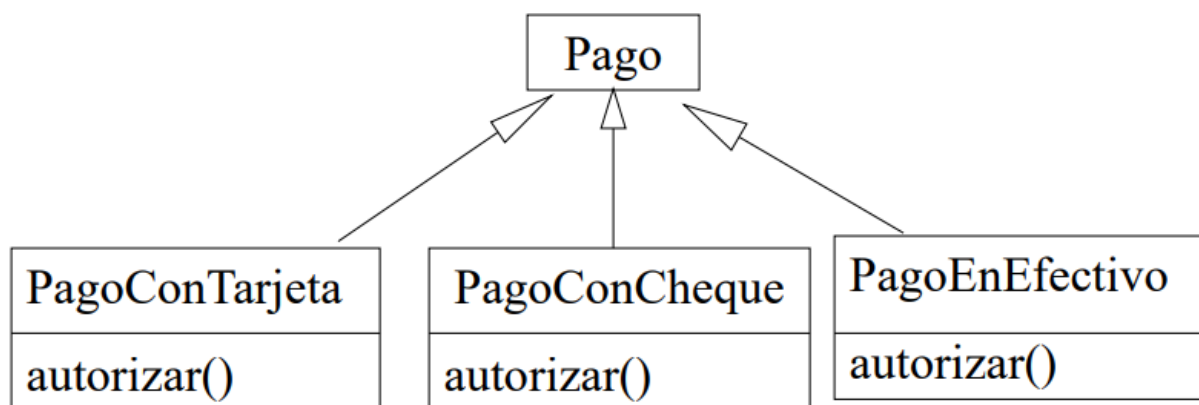 Pago
PagoConTarjeta
autorizar()
PagoConCheque
autorizar()
PagoEnEfectivo
autorizar()